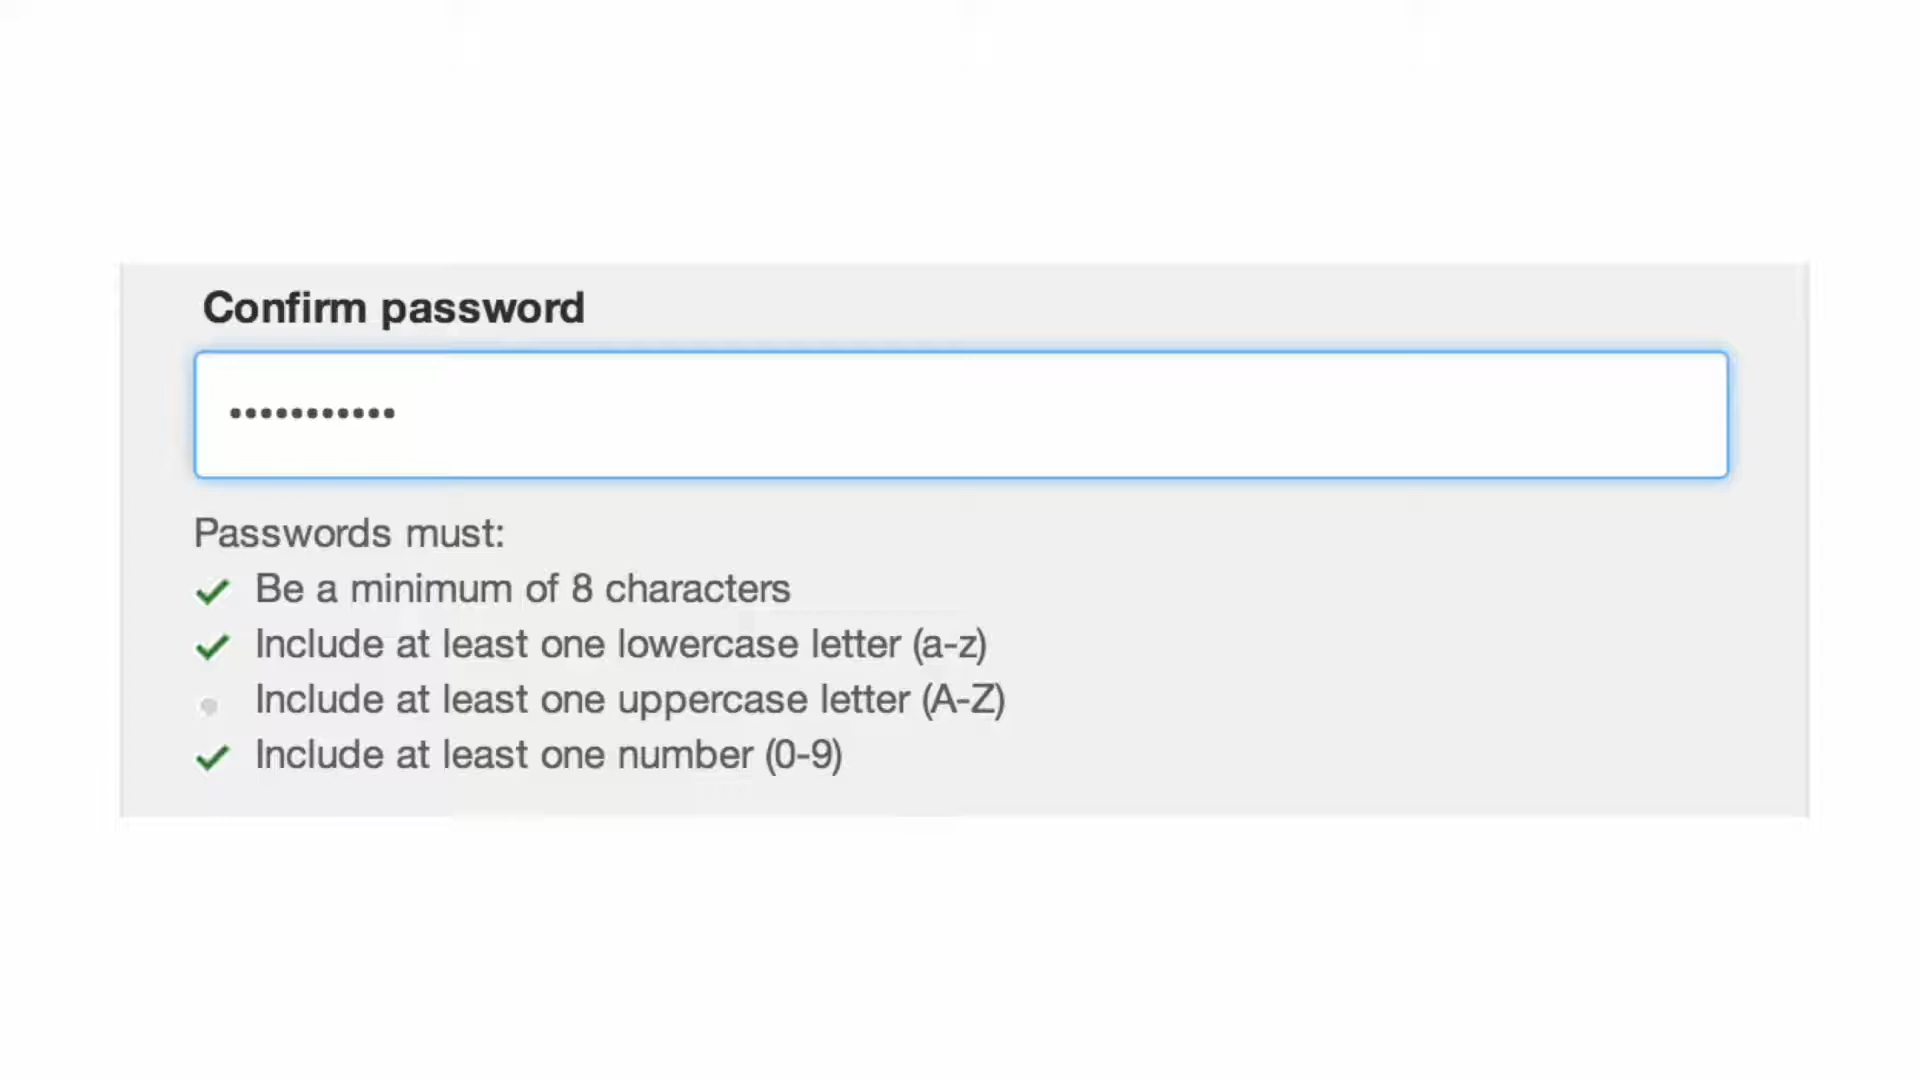 Confirm password
•••••••••••
Passwords must:
Be a minimum of 8 characters
Include at least one lowercase letter (a-z)
Include at least one uppercase letter (A-Z)
Include at least one number (0-9)